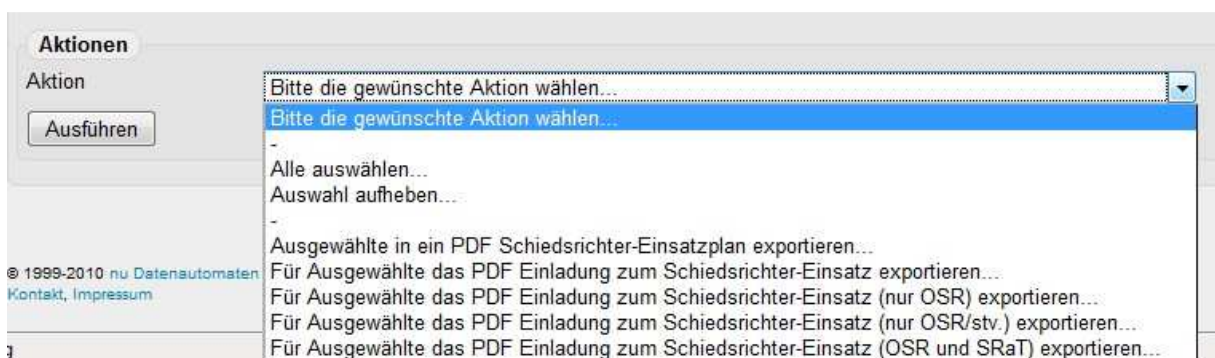 Aktionen
Aktion
Bitte die gewünschte Aktion wählen...
Bitte die gewünschte Aktion wählen...
Ausführen
-
Alle auswählen...
Auswahl aufheben...
-
Ausgewählte in ein PDF Schiedsrichter-Einsatzplan exportieren...
Für Ausgewählte das PDF Einladung zum Schiedsrichter-Einsatz exportieren...
Für Ausgewählte das PDF Einladung zum Schiedsrichter-Einsatz (nur OSR) exportieren...
Für Ausgewählte das PDF Einladung zum Schiedsrichter-Einsatz (nur OSR/stv.) exportieren...
Für Ausgewählte das PDF Einladung zum Schiedsrichter-Einsatz (OSR und SRaT) exportieren...
© 1999-2010 nu Datenautomaten
Kontakt, Impressum
g